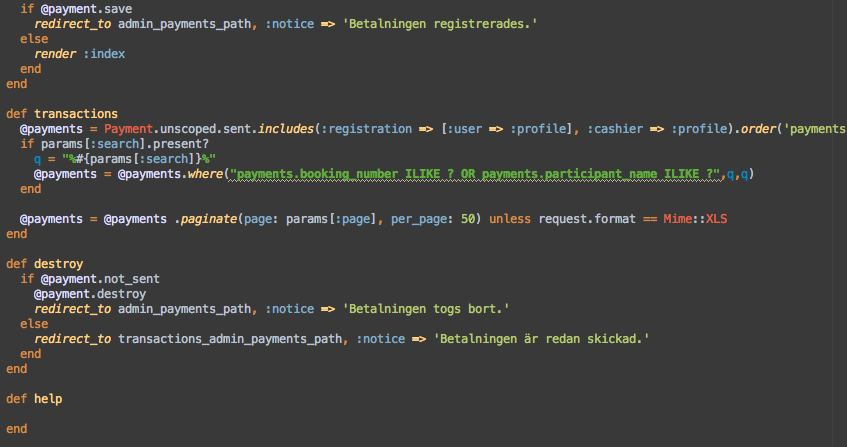 if @payment.save
redirect_to admin_payments_path, :notice => 'Betalningen registrerades.'
else
render :index
end
end
def transactions
@payments = Payment.unscoped.sent.includes(:registration => [:user => :profile], :cashier => :profile).order('payments
if params[:search].present?
q = "%#{params[:search]}%"
@payments = @payments.where("payments.booking_number ILIKE ? OR payments.participant_name ILIKE ?",q,q)
end
@payments = @payments .paginate(page: params[:page], per_page: 50) unless request.format == Mime::XLS
end
def destroy
if @payment.not_sent
@payment.destroy
redirect_to admin_payments_path, :notice => 'Betalningen togs bort.'
else
redirect_to transactions_admin_payments_path, :notice => 'Betalningen är redan skickad.'
end
end
def help
end